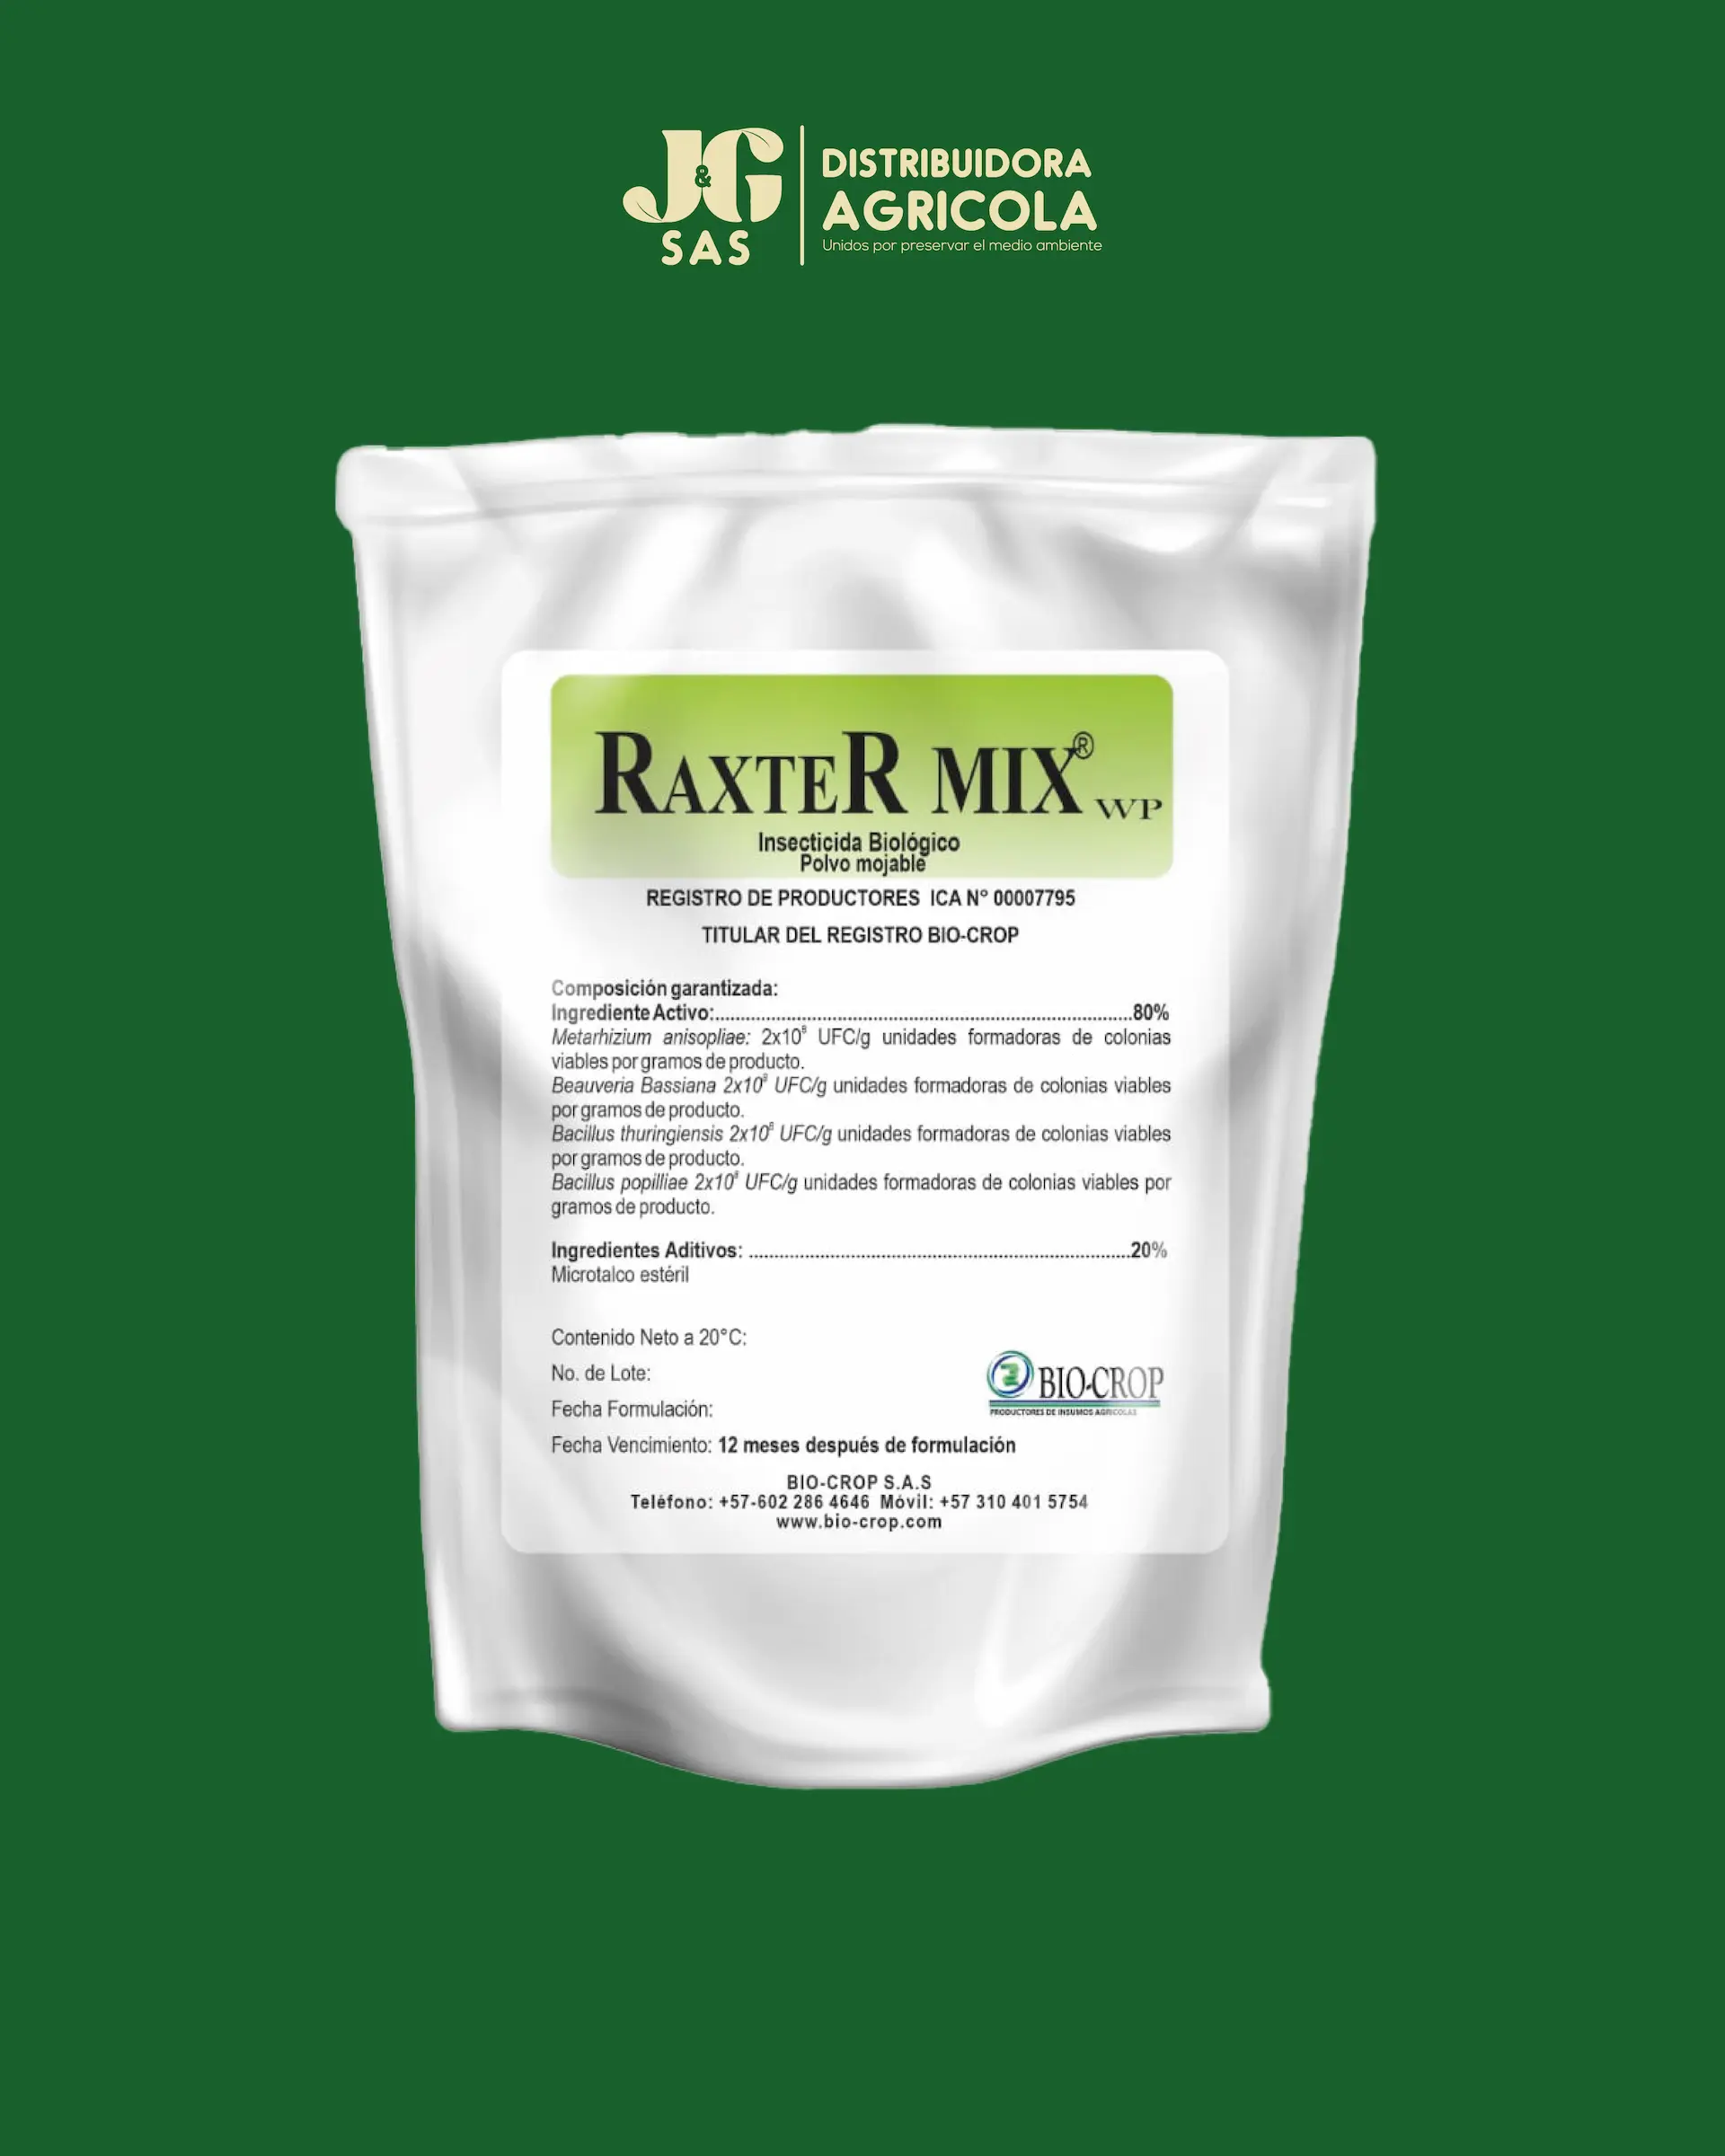 J&G
SAS
DISTRIBUIDORA
AGRICOLA
Unidos por preservar el medio ambiente
RAXTER MIX® WP
Insecticida Biológico
Polvo mojable
REGISTRO DE PRODUCTORES ICA N° 00007795
TITULAR DEL REGISTRO BIO-CROP
Composición garantizada:
Ingrediente Activo:..........80%
Metarhizium anisopliae: 2x10⁸ UFC/g unidades formadoras de colonias
viables por gramos de producto.
Beauveria Bassiana 2x10⁸ UFC/g unidades formadoras de colonias viables
por gramos de producto.
Bacillus thuringiensis 2x10⁸ UFC/g unidades formadoras de colonias viables
por gramos de producto.
Bacillus popilliae 2x10⁸ UFC/g unidades formadoras de colonias viables por
gramos de producto.
Ingredientes Aditivos: ..........20%
Microtalco estéril
Contenido Neto a 20°C:
No. de Lote:
Fecha Formulación:
Fecha Vencimiento: 12 meses después de formulación
BIO-CROP
PRODUCTORES DE INSUMOS AGRICOLAS
BIO-CROP S.A.S
Teléfono: +57-602 286 4646 Móvil: +57 310 401 5754
www.bio-crop.com